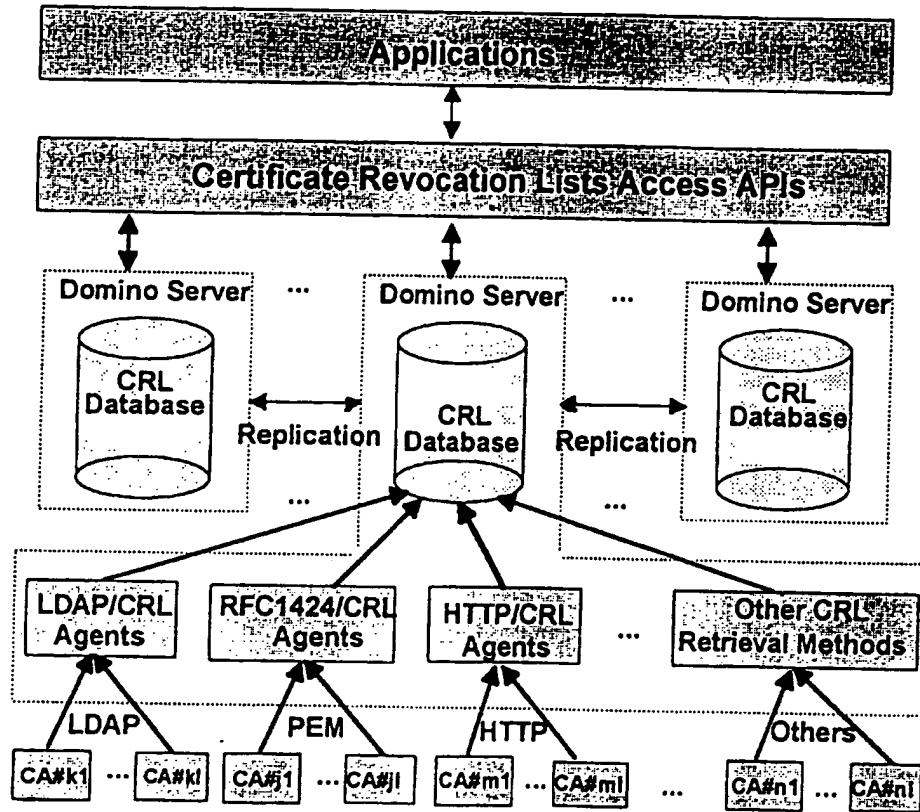 Applications
Certificate Revocation Lists Access APIs
Domino Server ... Domino Server ... Domino Server
CRL
Database
CRL
Database
CRL
Database
Replication
Replication
... ...
LDAP/CRL
Agents
RFC1424/CRL
Agents
HTTP/CRL
Agents
...
Other CRL
Retrieval Methods
LDAP PEM HTTP Others
CA#k1 ... CA#kl CA#j1 ... CA#jl CA#m1 ... CA#ml ... CA#n1 ... CA#nl